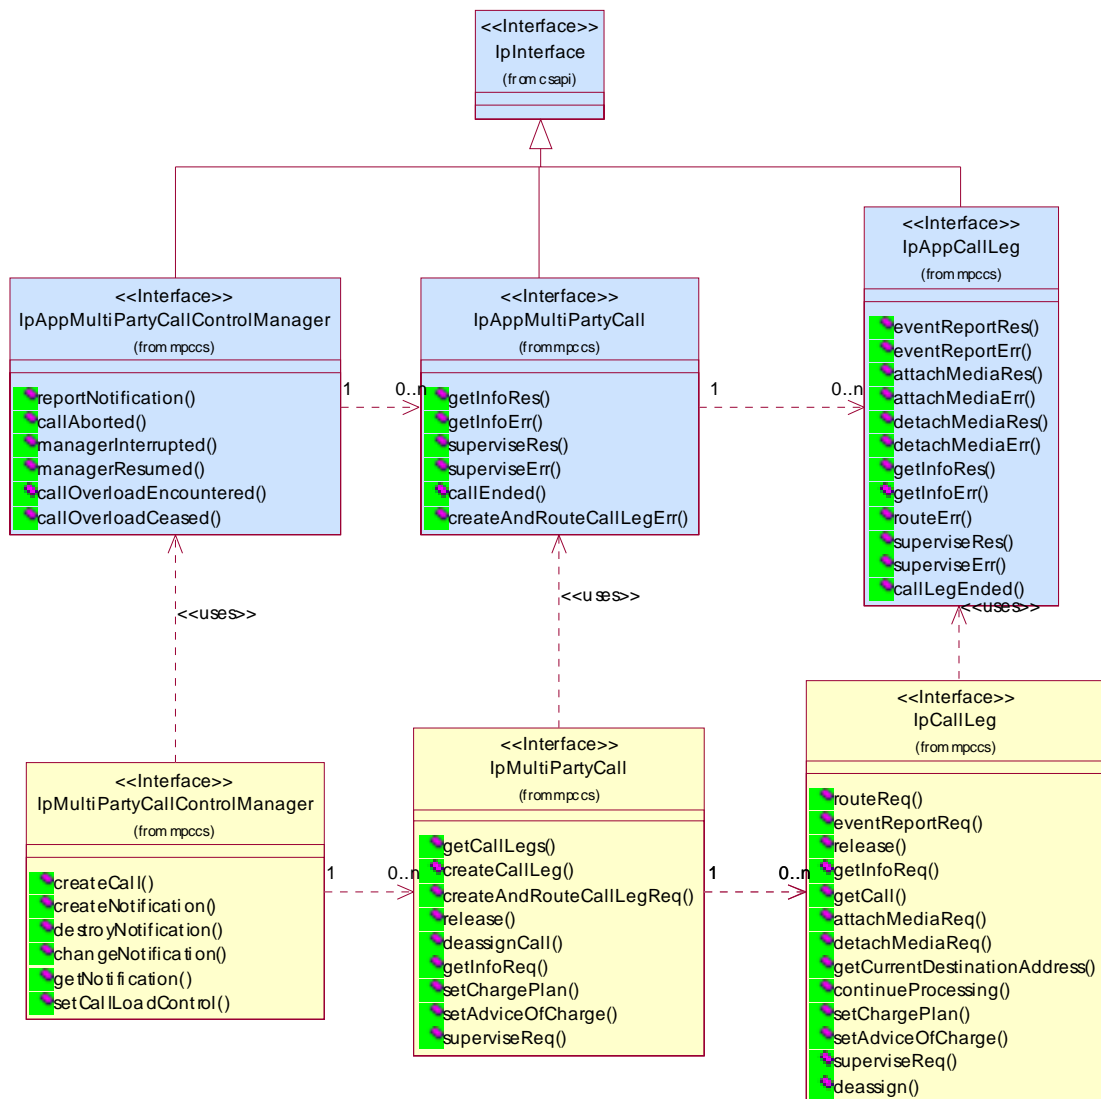 <<Interface>>
IpInterface
(from csapi)
<<Interface>>
IpAppCallLeg
(from mpccs)
eventReportRes()
eventReportErr()
attachMediaRes()
attachMediaErr()
detachMediaRes()
detachMediaErr()
getInfoRes()
getInfoErr()
routeErr()
superviseRes()
superviseErr()
callLegEnded()
<<Interface>>
IpAppMultiPartyCallControlManager
(from mpccs)
reportNotification()
callAborted()
managerInterrupted()
managerResumed()
callOverloadEncountered()
callOverloadCeased()
1
0..n
<<Interface>>
IpAppMultiPartyCall
(from mpccs)
getInfoRes()
getInfoErr()
superviseRes()
superviseErr()
callEnded()
createAndRouteCallLegErr()
1
0..n
<<uses>>
<<uses>>
<<uses>>
<<Interface>>
IpMultiPartyCallControlManager
(from mpccs)
createCall()
createNotification()
destroyNotification()
changeNotification()
getNotification()
setCallLoadControl()
1
0..n
<<Interface>>
IpMultiPartyCall
(from mpccs)
getCallLegs()
createCallLeg()
createAndRouteCallLegReq()
release()
deassignCall()
getInfoReq()
setChargePlan()
setAdviceOfCharge()
superviseReq()
1
0..n
<<Interface>>
IpCallLeg
(from mpccs)
routeReq()
eventReportReq()
release()
getInfoReq()
getCall()
attachMediaReq()
detachMediaReq()
getCurrentDestinationAddress()
continueProcessing()
setChargePlan()
setAdviceOfCharge()
superviseReq()
deassign()